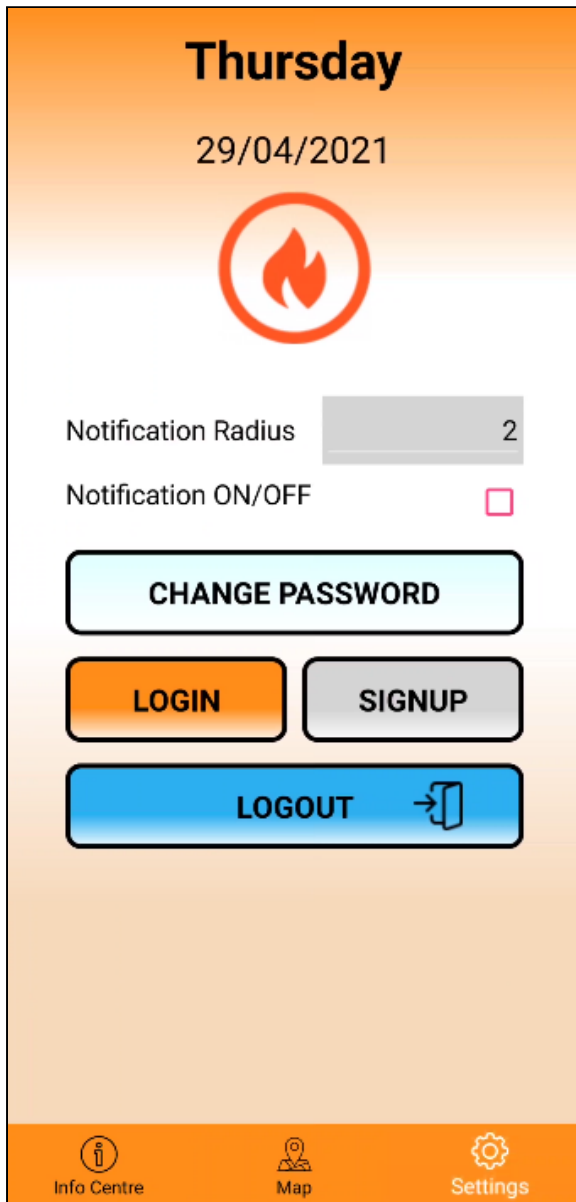 Thursday
29/04/2021
Notification Radius 2
Notification ON/OFF
CHANGE PASSWORD
LOGIN SIGNUP
LOGOUT
Info Centre Map Settings